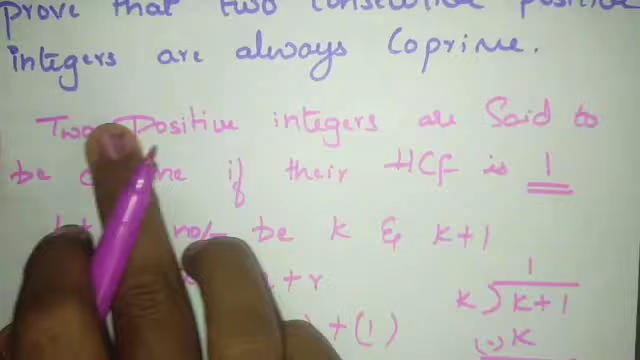 prove that two consecutive positive
integers are always Coprime.
Two Positive integers are Said to
be if their HCF is 1
be k & k+1
+ r
+ (1)
1
k) k+1
(-) k